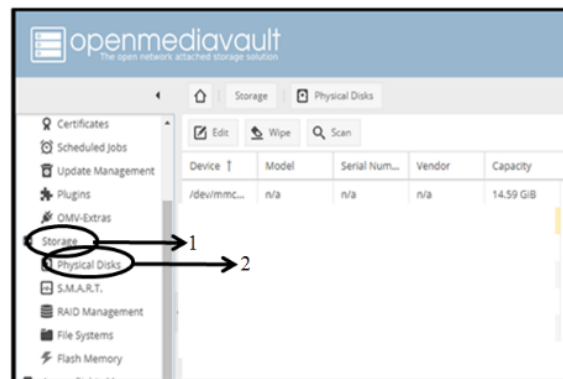 openmediavault
The open network attached storage solution
Storage
Physical Disks
Certificates
Scheduled Jobs
Update Management
Plugins
OMV-Extras
Storage
Physical Disks
S.M.A.R.T.
RAID Management
File Systems
Flash Memory
Edit
Wipe
Scan
Device ↑ Model Serial Num... Vendor Capacity
/dev/mmc... n/a n/a n/a 14.59 GiB
1
2